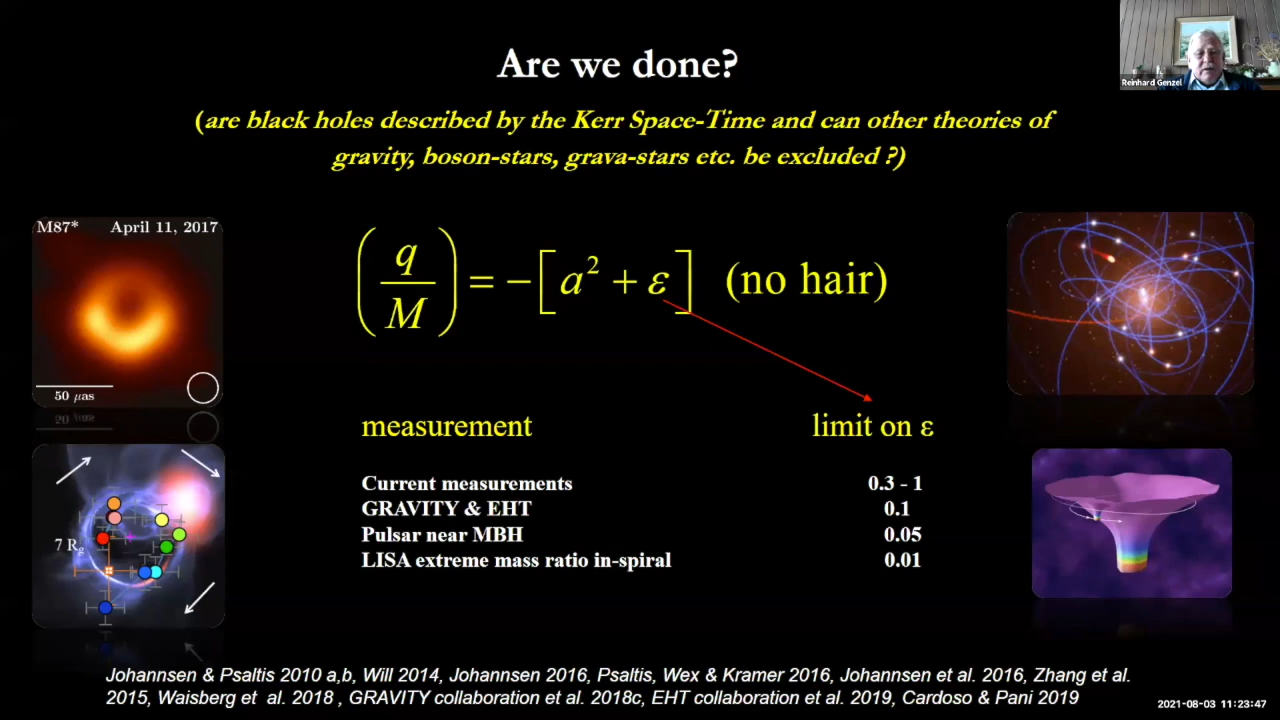 Are we done?
Reinhard Genzel
(are black holes described by the Kerr Space-Time and can other theories of
gravity, boson-stars, grava-stars etc. be excluded ?)
M87* April 11, 2017
(q/M) = −[a² + ε] (no hair)
50 μas
measurement limit on ε
Current measurements 0.3 - 1
GRAVITY & EHT 0.1
Pulsar near MBH 0.05
LISA extreme mass ratio in-spiral 0.01
7 Rg
Johannsen & Psaltis 2010 a,b, Will 2014, Johannsen 2016, Psaltis, Wex & Kramer 2016, Johannsen et al. 2016, Zhang et al.
2015, Waisberg et al. 2018 , GRAVITY collaboration et al. 2018c, EHT collaboration et al. 2019, Cardoso & Pani 2019
2021-08-03 11:23:47